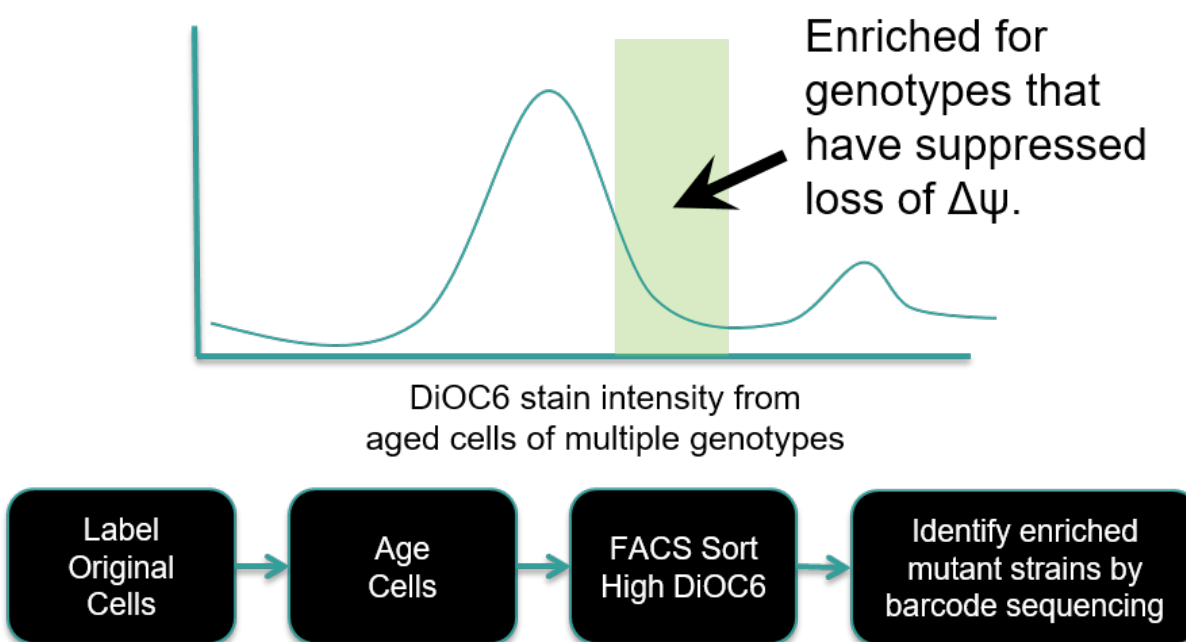 Enriched for
genotypes that
have suppressed
loss of Δψ.
DiOC6 stain intensity from
aged cells of multiple genotypes
Label
Original
Cells
Age
Cells
FACS Sort
High DiOC6
Identify enriched
mutant strains by
barcode sequencing